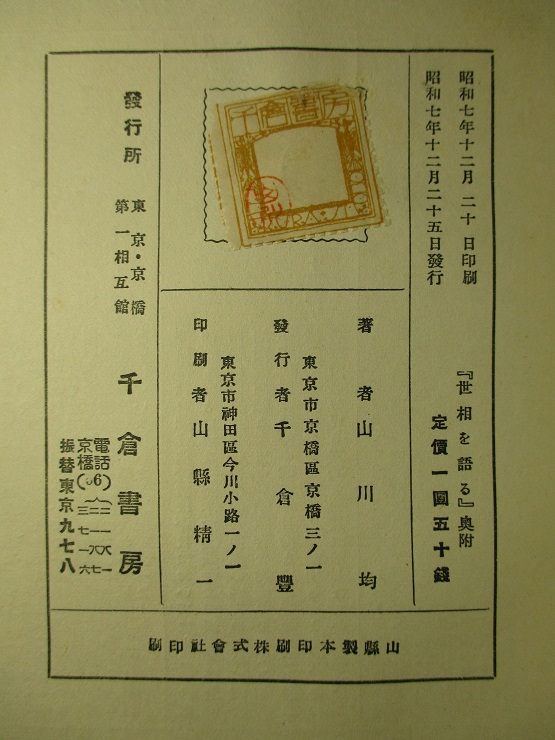 昭和七年十二月二十日印刷
昭和七年十二月二十五日發行
『世相を語る』奧附
定價一圓五十錢
千倉書房
著者山川均
東京市京橋區京橋三ノ一
發行者千倉豐
東京市神田區今川小路一ノ一
印刷者山縣精一
發行所
東京・京橋
第一相互館
千倉書房
電話
京橋(56)
振替東京九七八
山縣製本印刷株式會社印刷